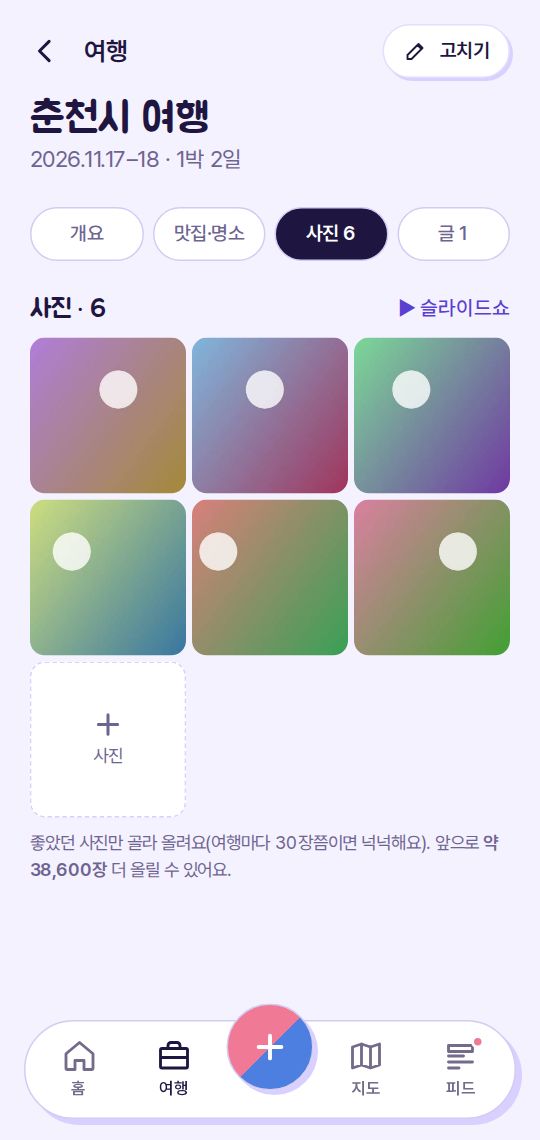 여행
고치기
춘천시 여행
2026.11.17–18 · 1박 2일
개요
맛집·명소
사진 6
글 1
사진 · 6
▶ 슬라이드쇼
사진
좋았던 사진만 골라 올려요(여행마다 30장쯤이면 넉넉해요). 앞으로 약
38,600장 더 올릴 수 있어요.
홈
여행
지도
피드